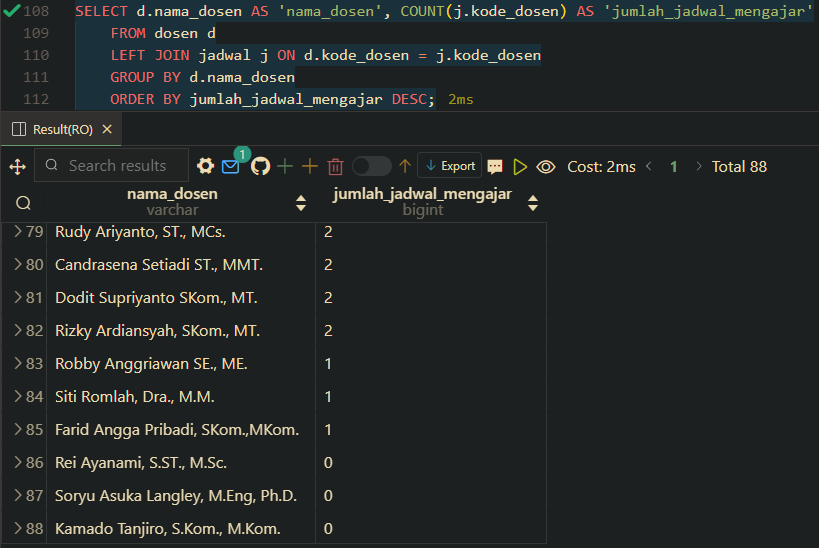 108 SELECT d.nama_dosen AS 'nama_dosen', COUNT(j.kode_dosen) AS 'jumlah_jadwal_mengajar'
109 FROM dosen d
110 LEFT JOIN jadwal j ON d.kode_dosen = j.kode_dosen
111 GROUP BY d.nama_dosen
112 ORDER BY jumlah_jadwal_mengajar DESC; 2ms
Result(RO)
Search results 1 Export Cost: 2ms 1 Total 88
nama_dosen jumlah_jadwal_mengajar
varchar bigint
79 Rudy Ariyanto, ST., MCs. 2
80 Candrasena Setiadi ST., MMT. 2
81 Dodit Supriyanto SKom., MT. 2
82 Rizky Ardiansyah, SKom., MT. 2
83 Robby Anggriawan SE., ME. 1
84 Siti Romlah, Dra., M.M. 1
85 Farid Angga Pribadi, SKom.,MKom. 1
86 Rei Ayanami, S.ST., M.Sc. 0
87 Soryu Asuka Langley, M.Eng, Ph.D. 0
88 Kamado Tanjiro, S.Kom., M.Kom. 0